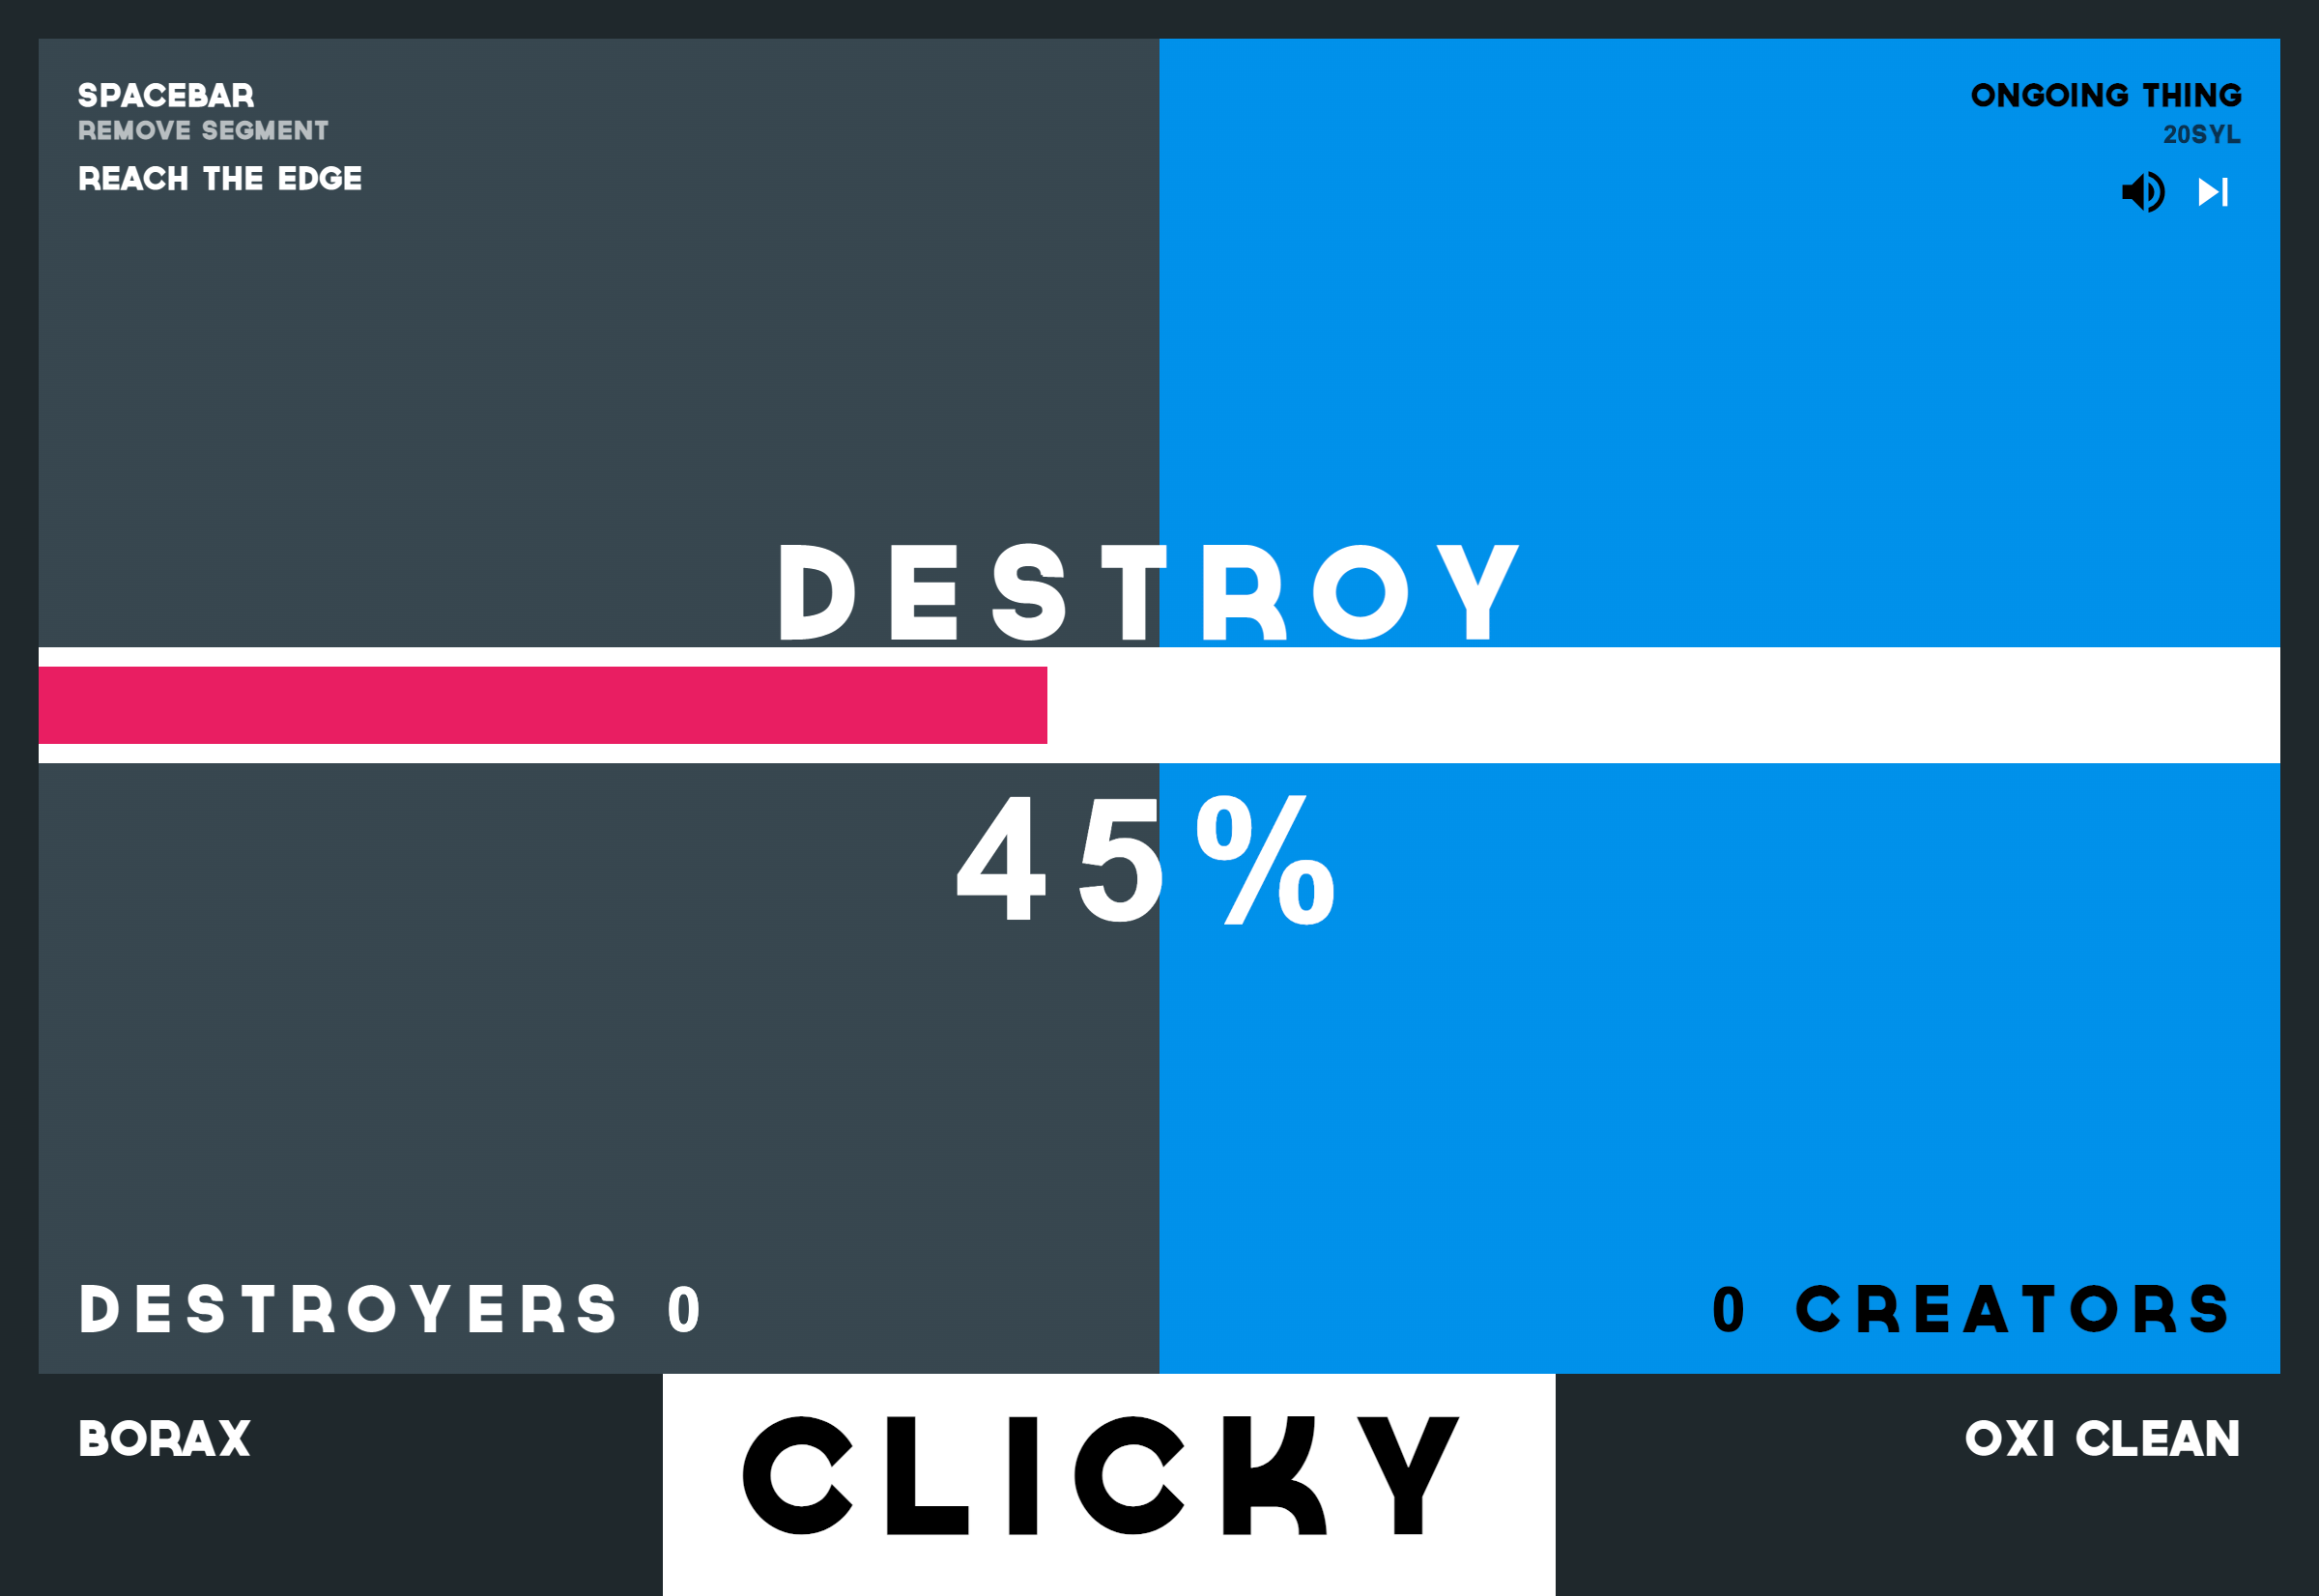 SPACEBAR
REMOVE SEGMENT
REACH THE EDGE
ONGOING THING
20SYL
DESTROY
45%
DESTROYERS 0
0 CREATORS
BORAX
CLICKY
OXI CLEAN